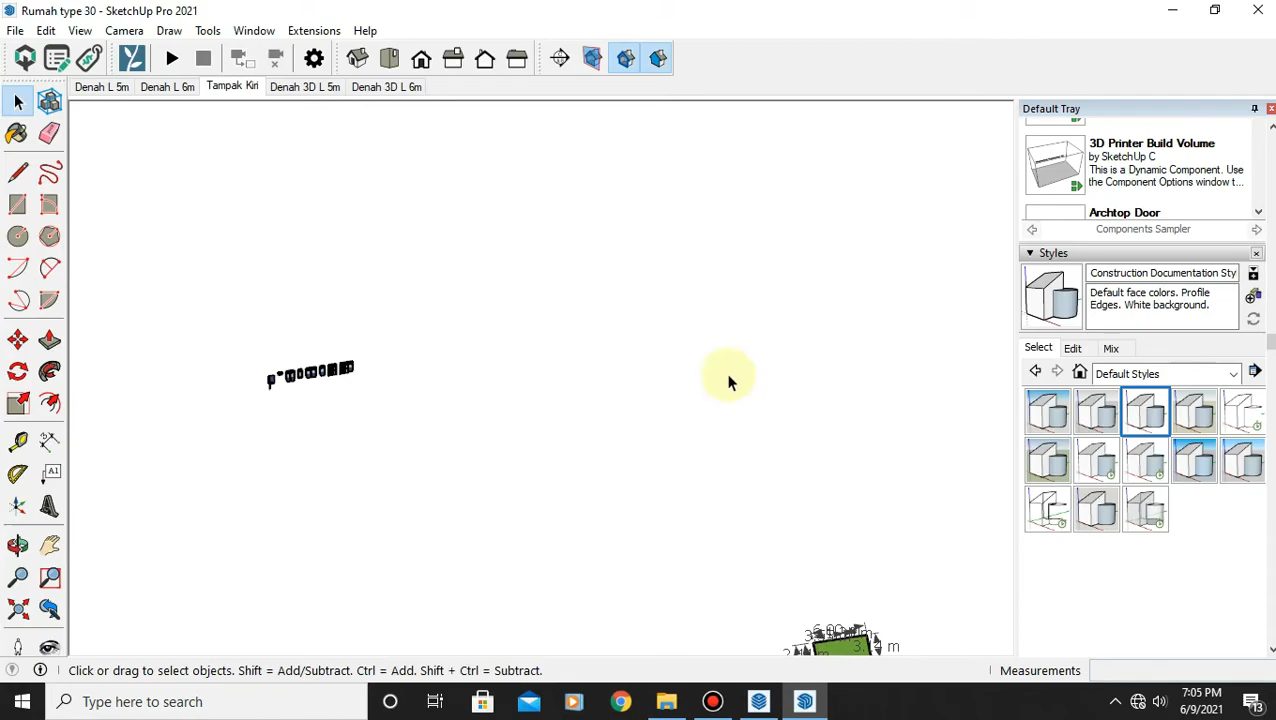 Rumah type 30 - SketchUp Pro 2021
File Edit View Camera Draw Tools Window Extensions Help
Denah L 5m Denah L 6m Tampak Kiri Denah 3D L 5m Denah 3D L 6m
Default Tray
3D Printer Build Volume
by SketchUp C
This is a Dynamic Component. Use
the Component Options window t...
Archtop Door
Components Sampler
Styles
Construction Documentation Sty
Default face colors. Profile
Edges. White background.
Select Edit Mix
Default Styles
A1
Click or drag to select objects. Shift = Add/Subtract. Ctrl = Add. Shift + Ctrl = Subtract.
Measurements
Type here to search
7:05 PM
6/9/2021
13